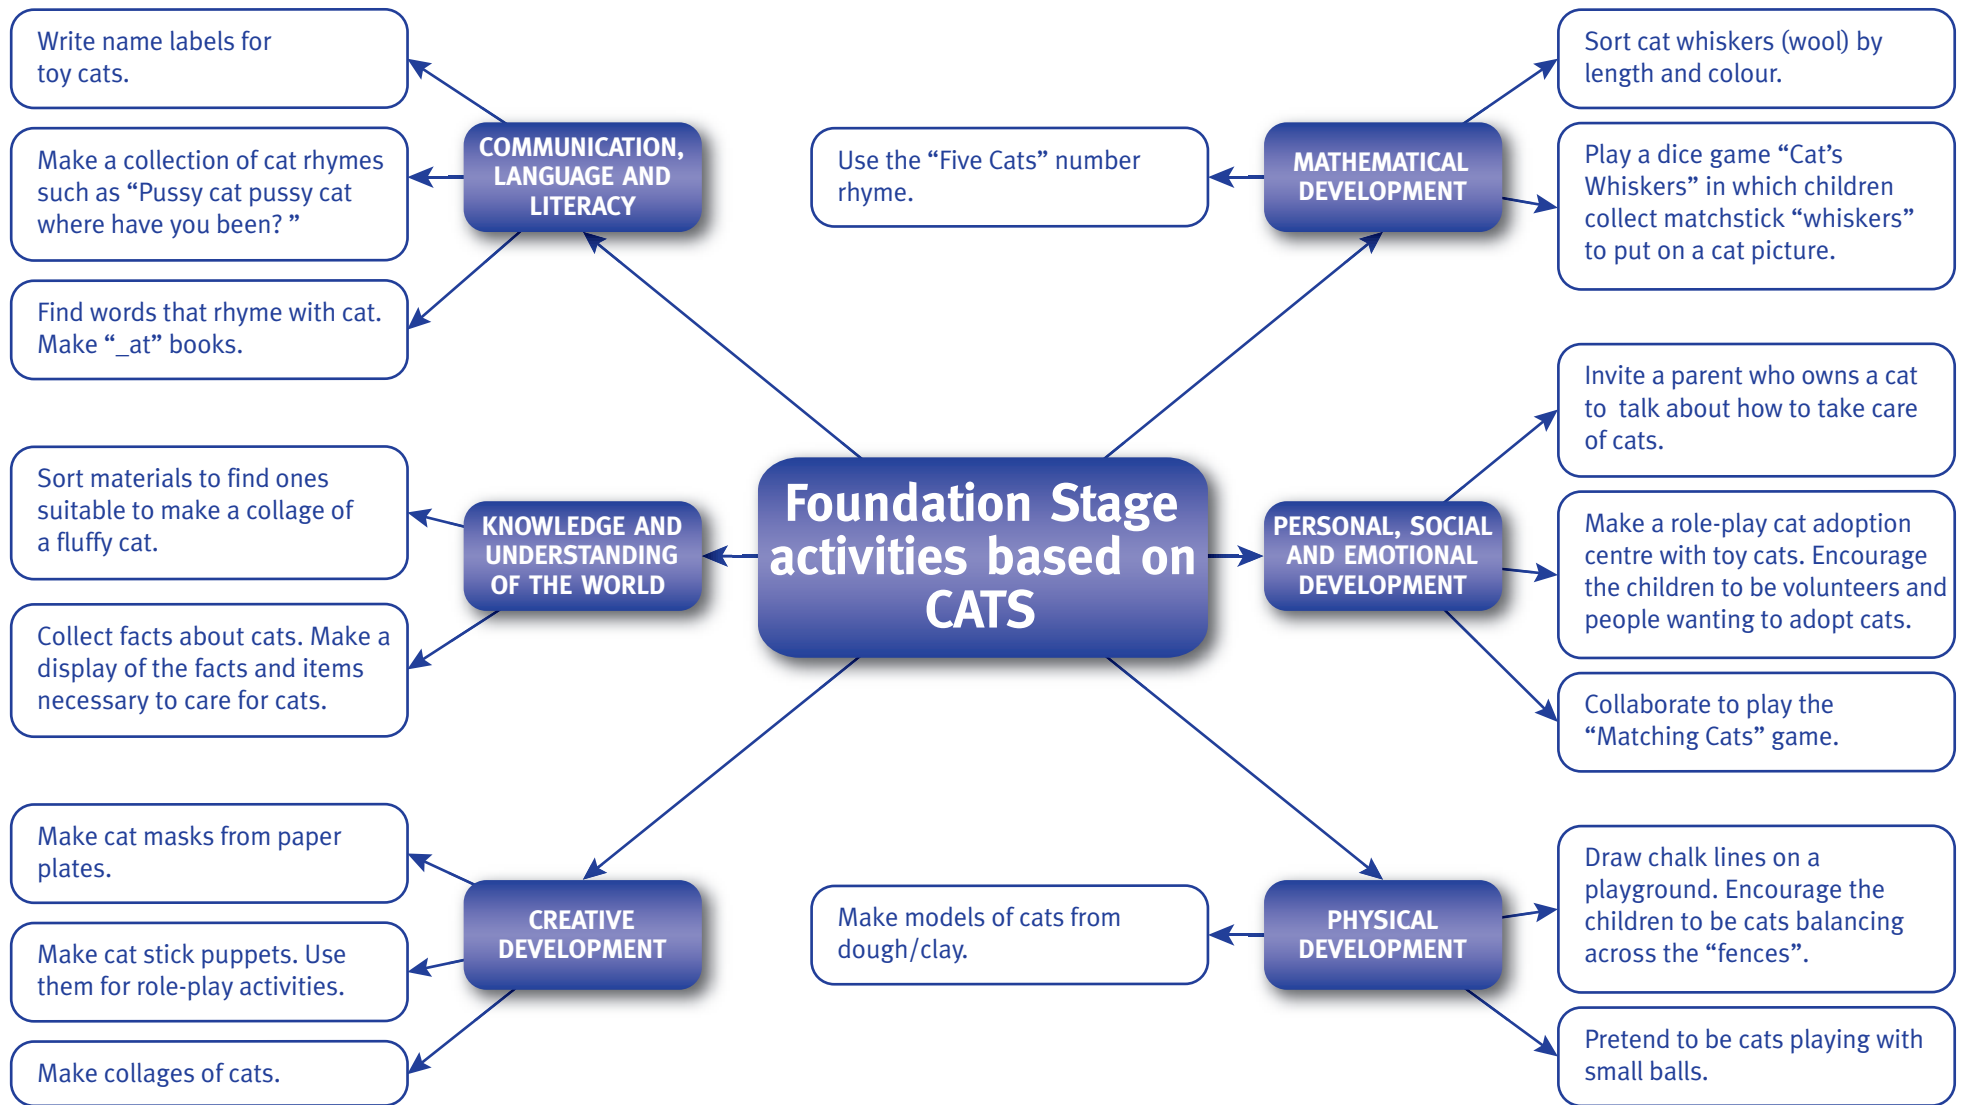 Write name labels for
toy cats.
Make a collection of cat rhymes
such as “Pussy cat pussy cat
where have you been? ”
Find words that rhyme with cat.
Make “_at” books.
COMMUNICATION,
LANGUAGE AND
LITERACY
Use the “Five Cats” number
rhyme.
MATHEMATICAL
DEVELOPMENT
Sort cat whiskers (wool) by
length and colour.
Play a dice game “Cat’s
Whiskers” in which children
collect matchstick “whiskers”
to put on a cat picture.
Sort materials to find ones
suitable to make a collage of
a fluffy cat.
Collect facts about cats. Make a
display of the facts and items
necessary to care for cats.
KNOWLEDGE AND
UNDERSTANDING
OF THE WORLD
Foundation Stage
activities based on
CATS
PERSONAL, SOCIAL
AND EMOTIONAL
DEVELOPMENT
Invite a parent who owns a cat
to  talk about how to take care
of cats.
Make a role-play cat adoption
centre with toy cats. Encourage
the children to be volunteers and
people wanting to adopt cats.
Collaborate to play the
“Matching Cats” game.
Make cat masks from paper
plates.
Make cat stick puppets. Use
them for role-play activities.
Make collages of cats.
CREATIVE
DEVELOPMENT
Make models of cats from
dough/clay.
PHYSICAL
DEVELOPMENT
Draw chalk lines on a
playground. Encourage the
children to be cats balancing
across the “fences”.
Pretend to be cats playing with
small balls.